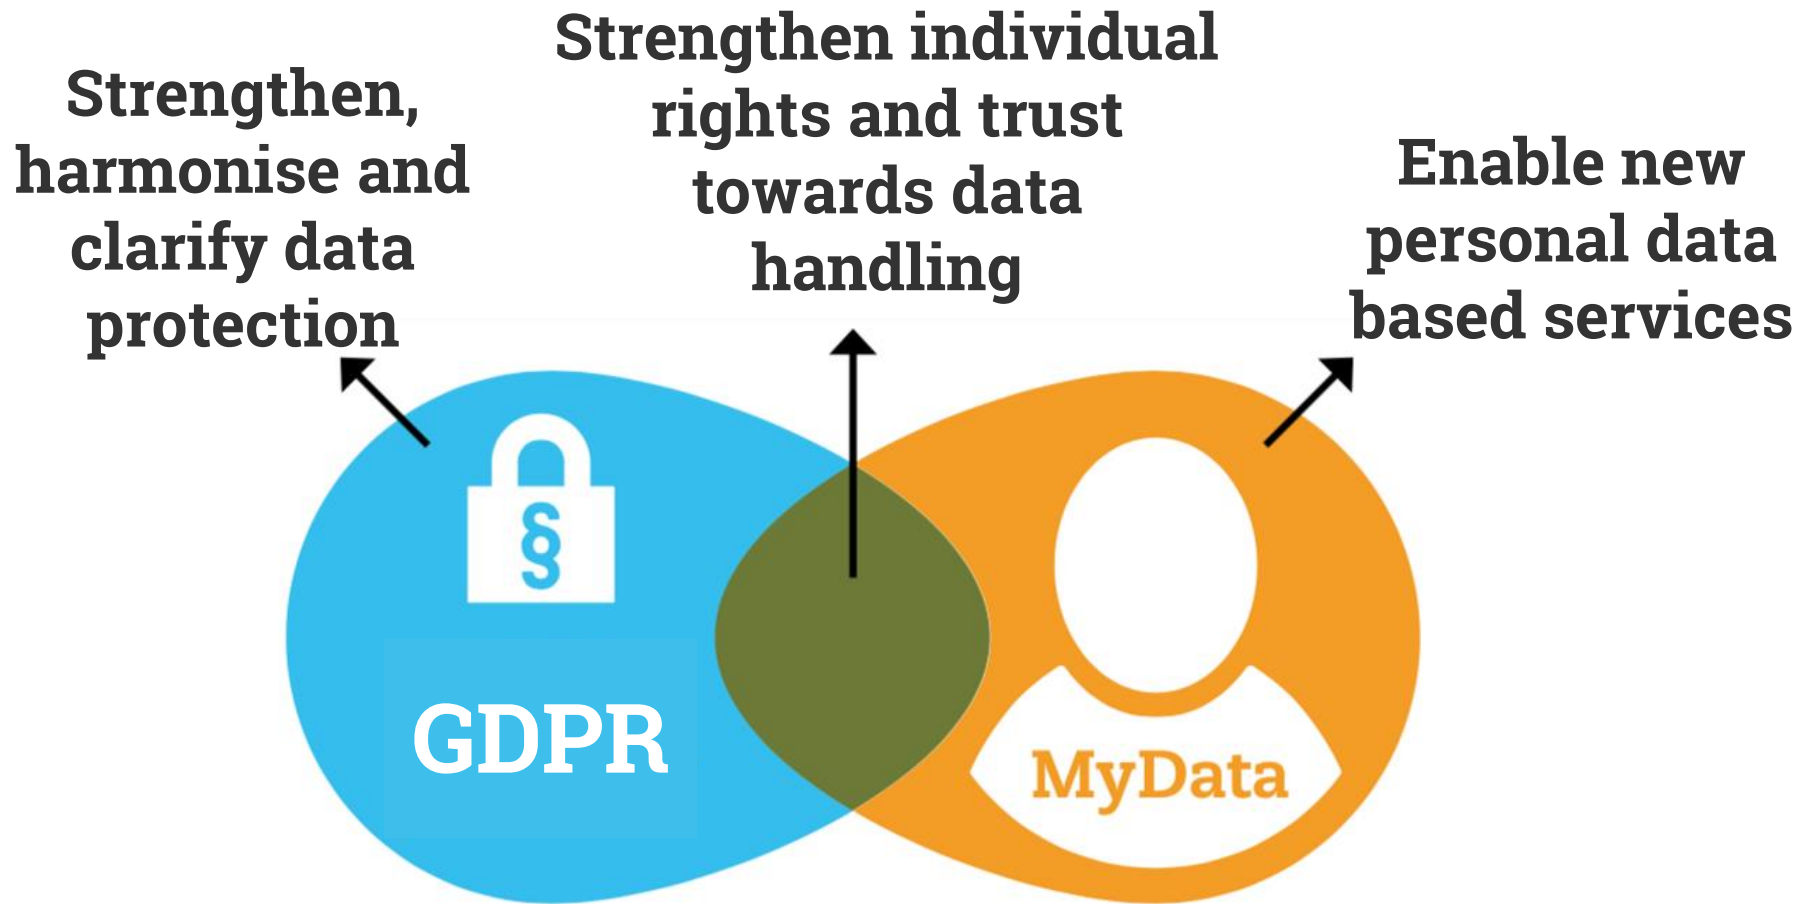 Strengthen,
harmonise and
clarify data
protection
Strengthen individual
rights and trust
towards data
handling
Enable new
personal data
based services
§
GDPR
MyData